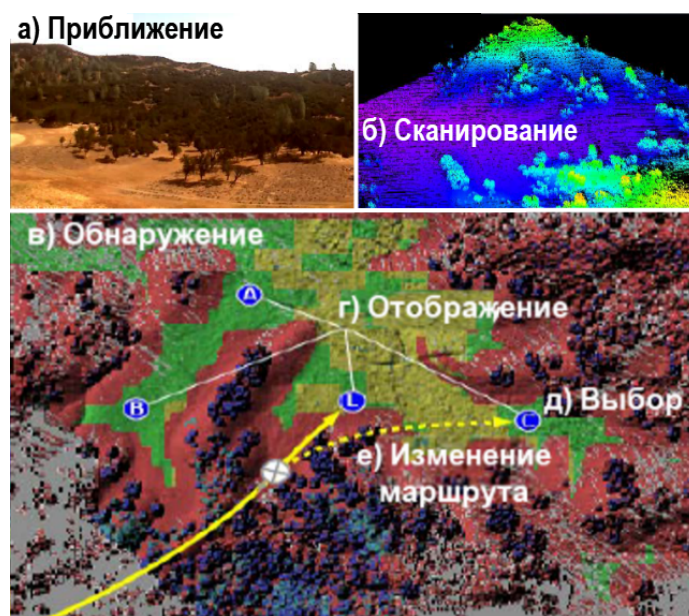 а) Приближение
б) Сканирование
в) Обнаружение
г) Отображение
A
B
L
C
д) Выбор
е) Изменение
маршрута